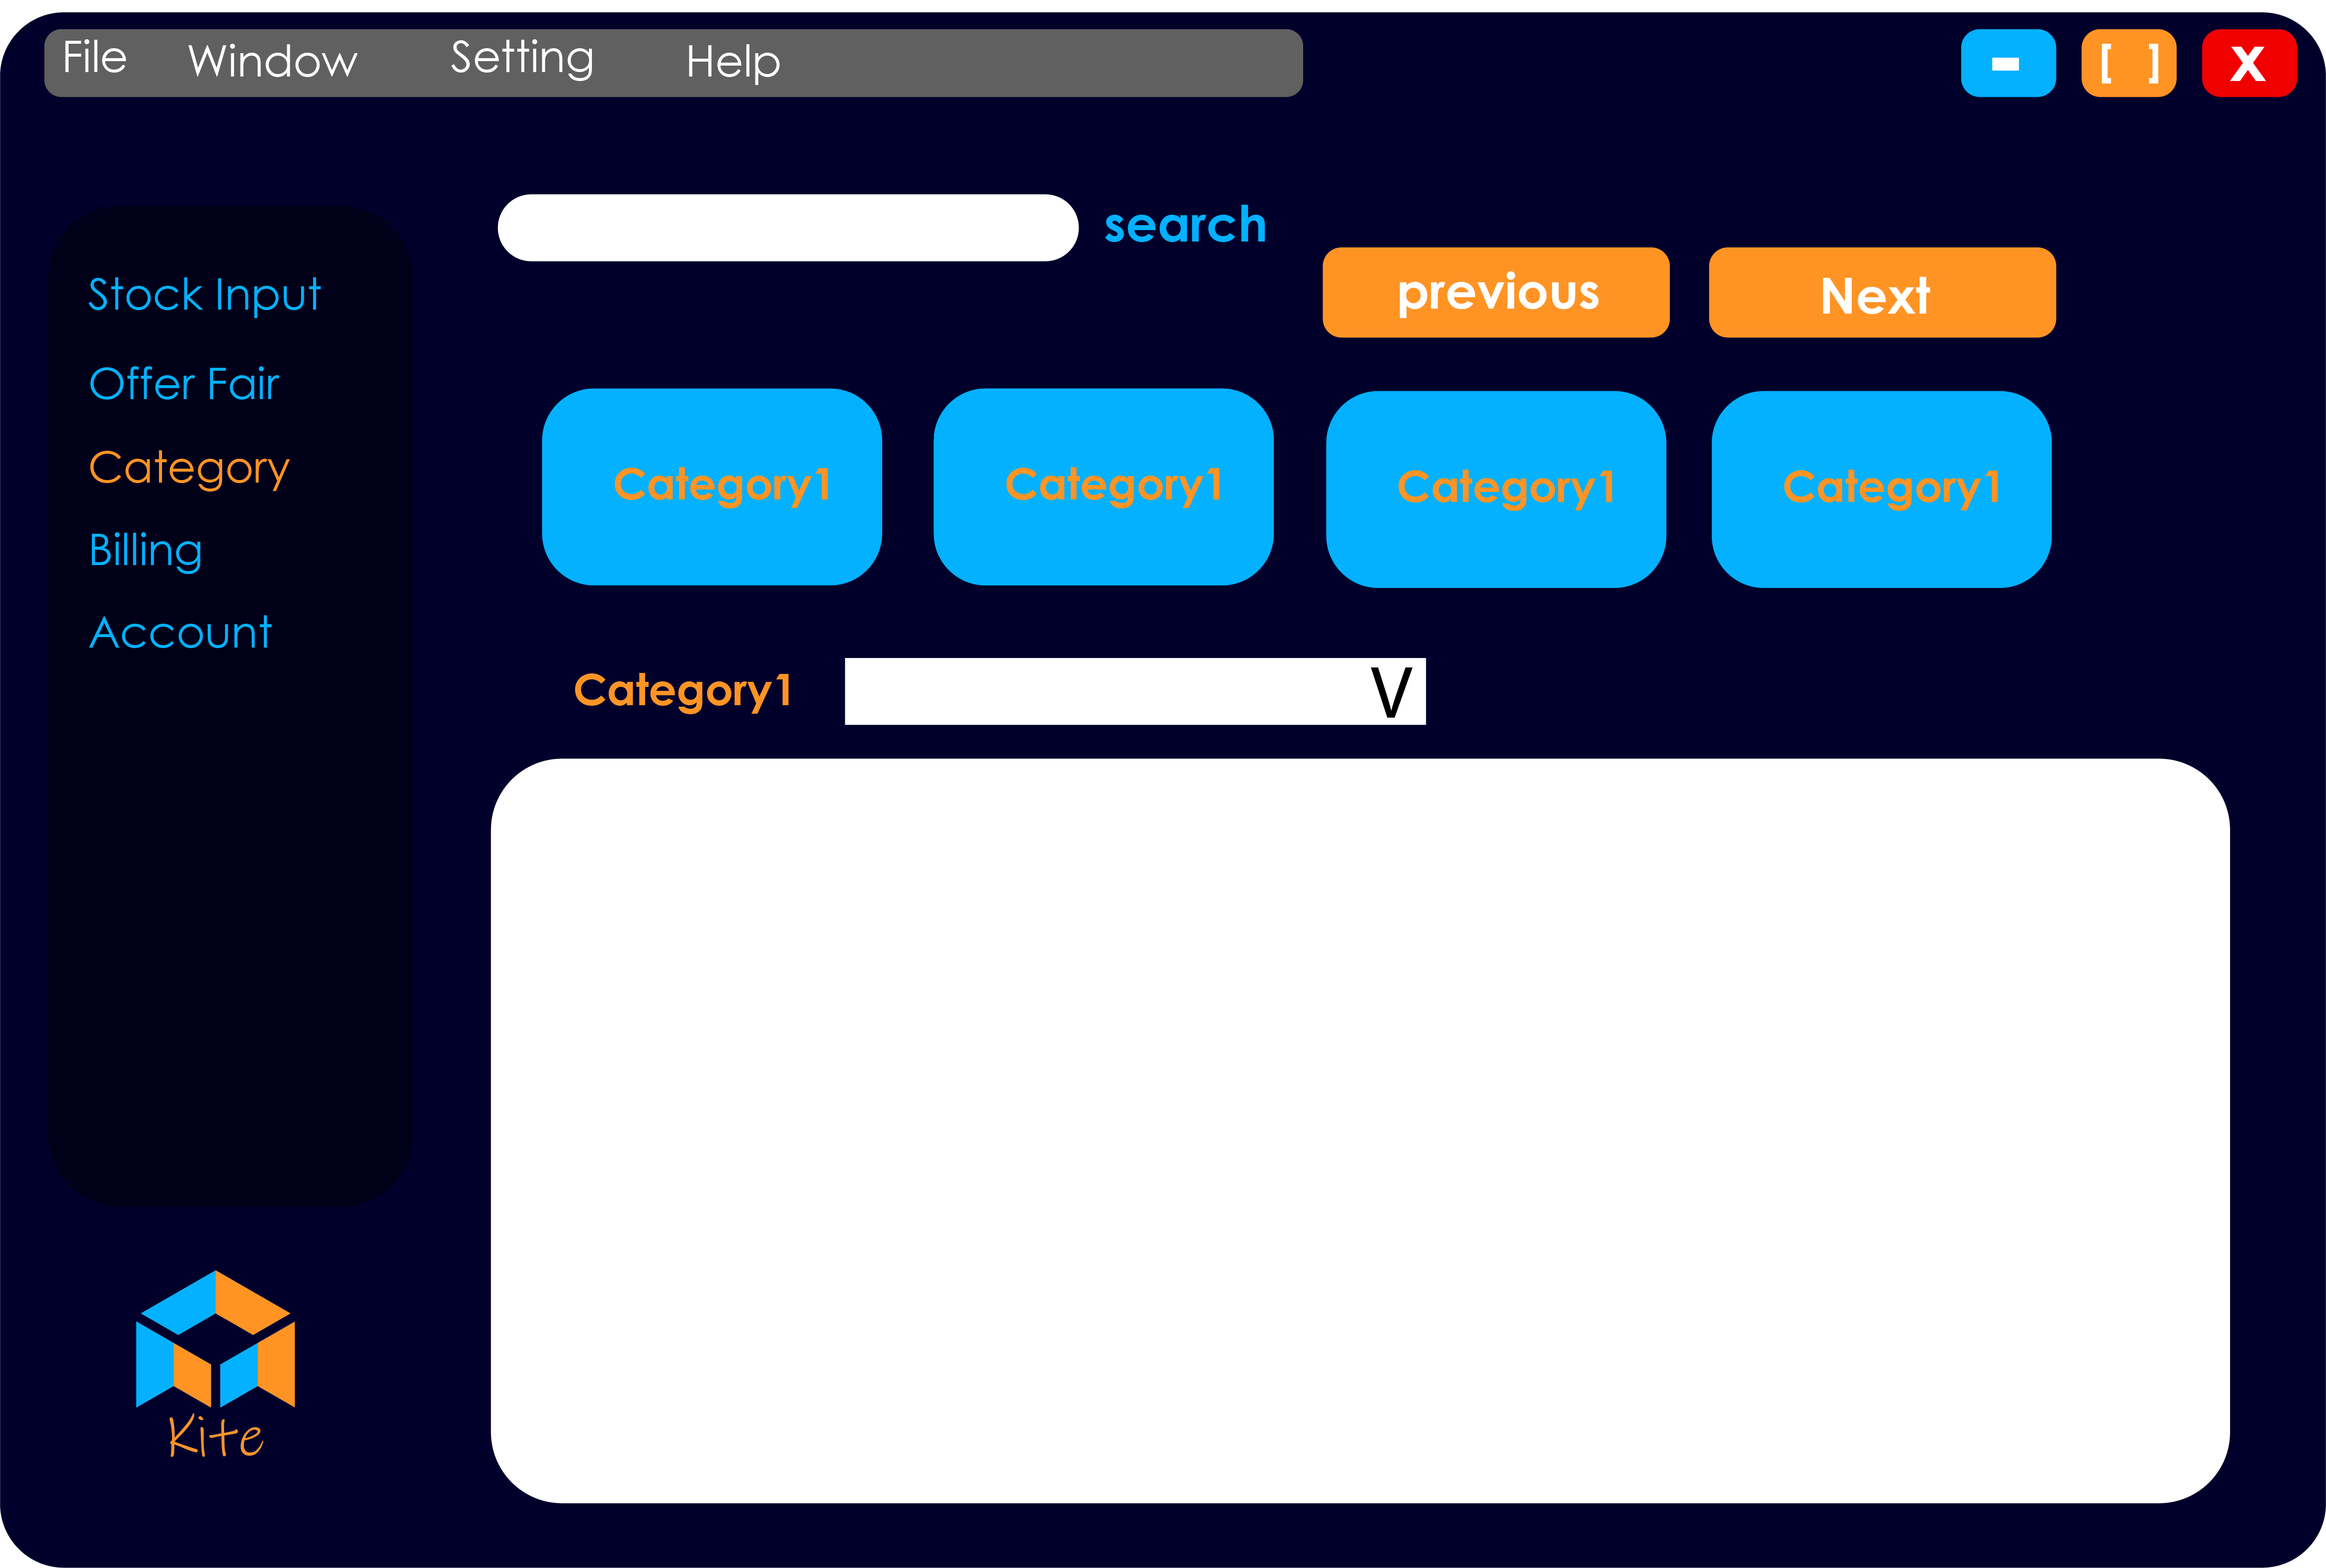 File Window Setting Help - [ ] X
search
previous Next
Stock Input
Offer Fair
Category
Billing
Account
Category1 Category1 Category1 Category1
Category1 V
Kite